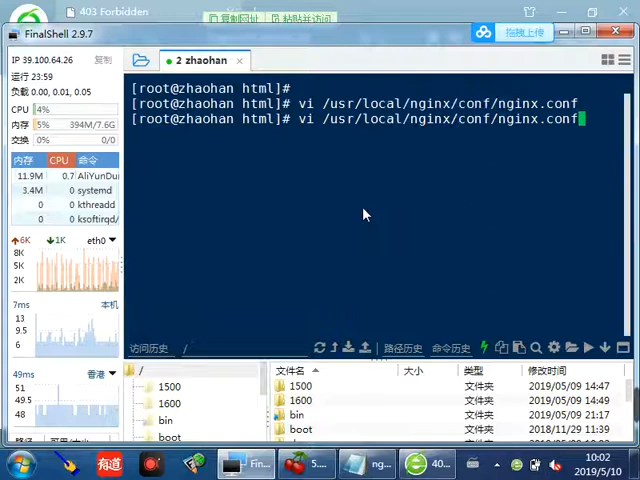 403 Forbidden
复制网址
粘贴并访问
FinalShell 2.9.7
拖拽上传
IP 39.100.64.26
复制
运行 23:59
负载 0.00, 0.01, 0.05
CPU
4%
内存
5%
394M/7.6G
交换
0%
0/0
内存
CPU
命令
11.9M
0.7
AliYunDun
3.4M
0
systemd
0
0
kthreadd
0
0
ksoftirqd/
6K
1K
eth0
8K
5K
2K
7ms
本机
13
9.5
6
49ms
香港
51
49.5
48
2 zhaohan
[root@zhaohan html]#
[root@zhaohan html]# vi /usr/local/nginx/conf/nginx.conf
[root@zhaohan html]# vi /usr/local/nginx/conf/nginx.conf
访问历史
/
路径历史
命令历史
/
1500
1600
bin
boot
文件名
大小
类型
修改时间
1500
文件夹
2019/05/09 14:47
1600
文件夹
2019/05/09 14:46
bin
文件夹
2019/05/09 21:17
boot
文件夹
2018/11/29 11:39
有道
Fin...
5....
ng...
40...
10:02
2019/5/10